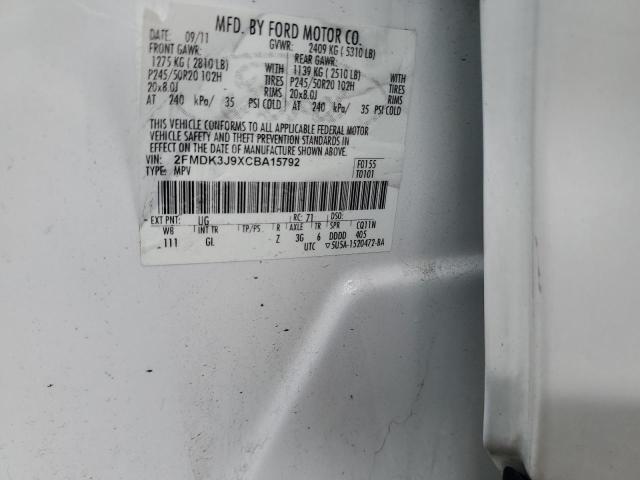 MFD. BY FORD MOTOR CO.
DATE: 09/11 GVWR: 2409 KG ( 5310 LB)
FRONT GAWR: REAR GAWR:
1275 KG ( 2810 LB) 1139 KG ( 2510 LB)
P245/50R20 102H TIRES P245/50R20 102H TIRES
20x8.0J RIMS 20x8.0J RIMS
AT 240 kPa/ 35 PSI COLD AT 240 kPa/ 35 PSI COLD
THIS VEHICLE CONFORMS TO ALL APPLICABLE FEDERAL MOTOR
VEHICLE SAFETY AND THEFT PREVENTION STANDARDS IN
EFFECT ON THE DATE OF MANUFACTURE SHOWN ABOVE.
VIN: 2FMDK3J9XCBA15792 F0155
TYPE: MPV T0101
EXT PNT: UG RC: 71 DSO:
WB INT TR TP/PS R AXLE TR SPR CQ11N
111 GL Z 3G 6 DDDD 405
UTC ▽5U5A-1520472-BA